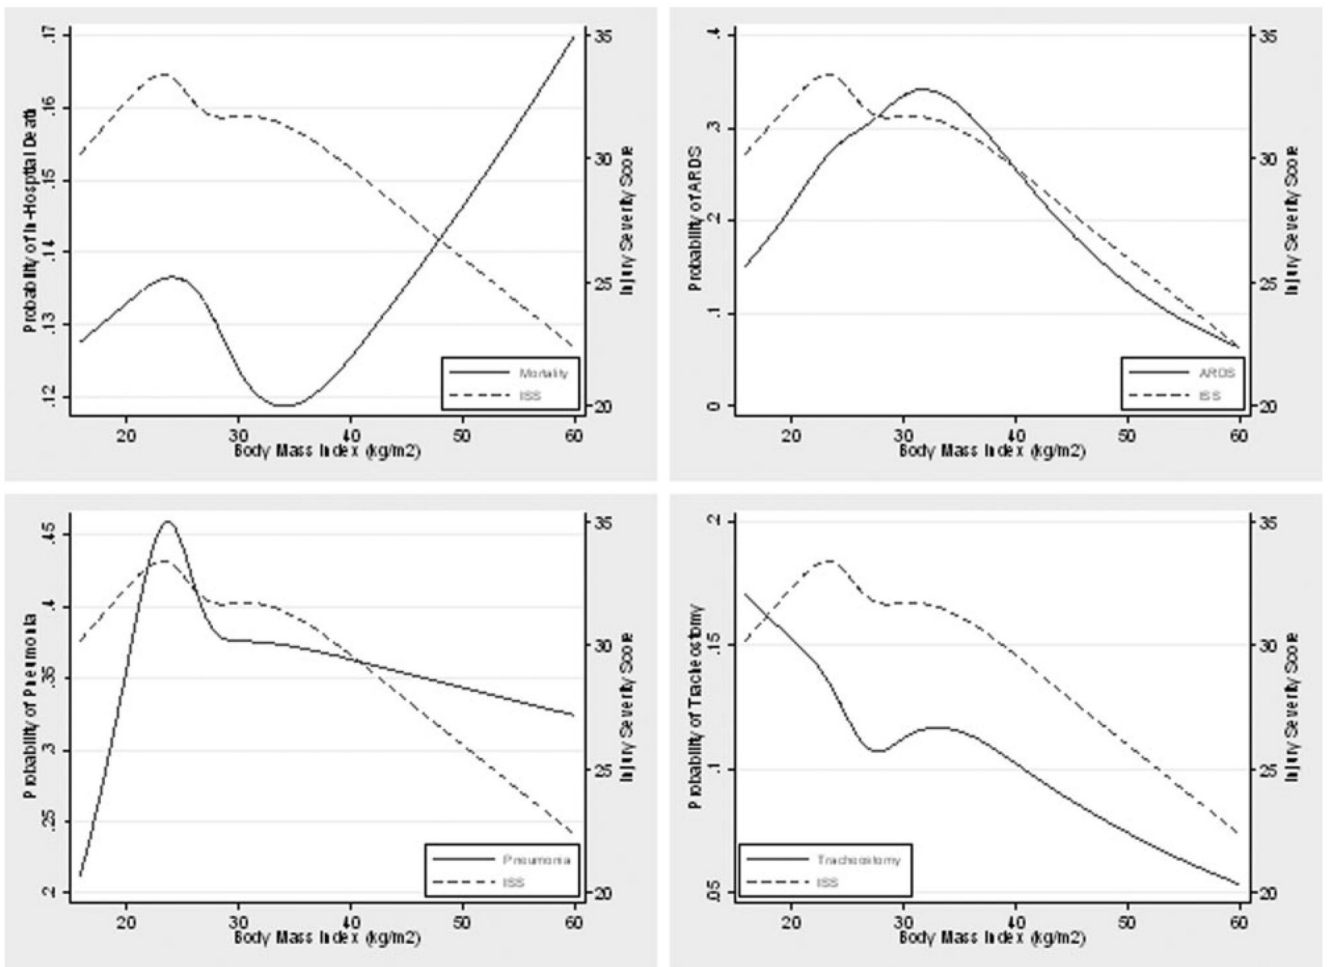 .17
.16
.15
.14
.13
.12
Probability of In-Hospital Death
35
30
25
20
Injury Severity Score
Mortality
ISS
20 30 40 50 60
Body Mass Index (kg/m2)
.4
.3
.2
.1
0
Probability of ARDS
35
30
25
20
Injury Severity Score
ARDS
ISS
20 30 40 50 60
Body Mass Index (kg/m2)
.45
.4
.35
.3
.25
.2
Probability of Pneumonia
35
30
25
20
Injury Severity Score
Pneumonia
ISS
20 30 40 50 60
Body Mass Index (kg/m2)
.2
.15
.1
.05
Probability of Tracheostomy
35
30
25
20
Injury Severity Score
Tracheostomy
ISS
20 30 40 50 60
Body Mass Index (kg/m2)